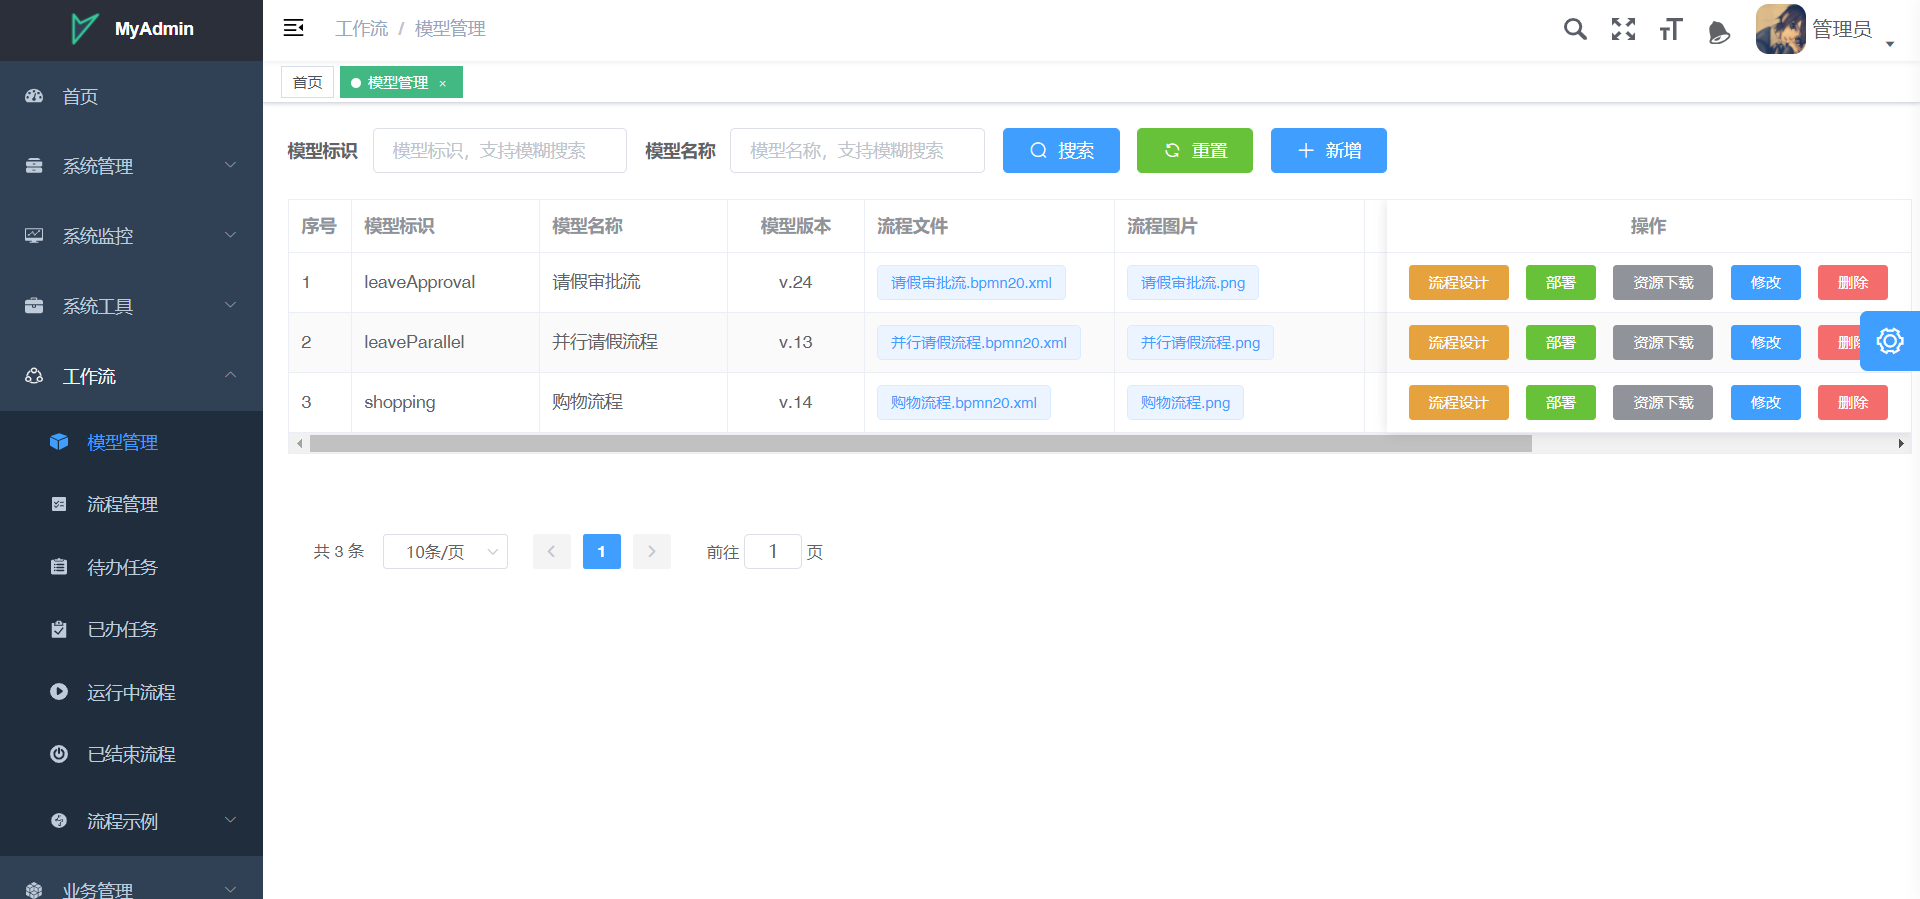 MyAdmin
首页
系统管理
系统监控
系统工具
工作流
模型管理
流程管理
待办任务
已办任务
运行中流程
已结束流程
流程示例
业务管理
工作流 / 模型管理
管理员
首页 模型管理 ×
模型标识 模型标识，支持模糊搜索 模型名称 模型名称，支持模糊搜索 搜索 重置 新增
序号 模型标识 模型名称 模型版本 流程文件 流程图片 操作
1 leaveApproval 请假审批流 v.24 请假审批流.bpmn20.xml 请假审批流.png 流程设计 部署 资源下载 修改 删除
2 leaveParallel 并行请假流程 v.13 并行请假流程.bpmn20.xml 并行请假流程.png 流程设计 部署 资源下载 修改
3 shopping 购物流程 v.14 购物流程.bpmn20.xml 购物流程.png 流程设计 部署 资源下载 修改 删除
共 3 条 10条/页 1 前往 1 页